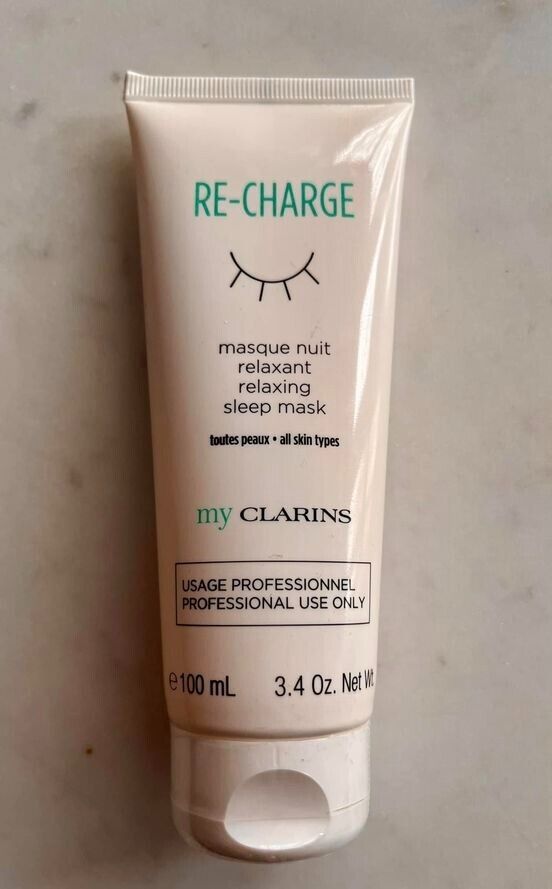 RE-CHARGE
masque nuit
relaxant
relaxing
sleep mask
toutes peaux • all skin types
my CLARINS
USAGE PROFESSIONNEL
PROFESSIONAL USE ONLY
℮100 mL 3.4 Oz. Net Wt.